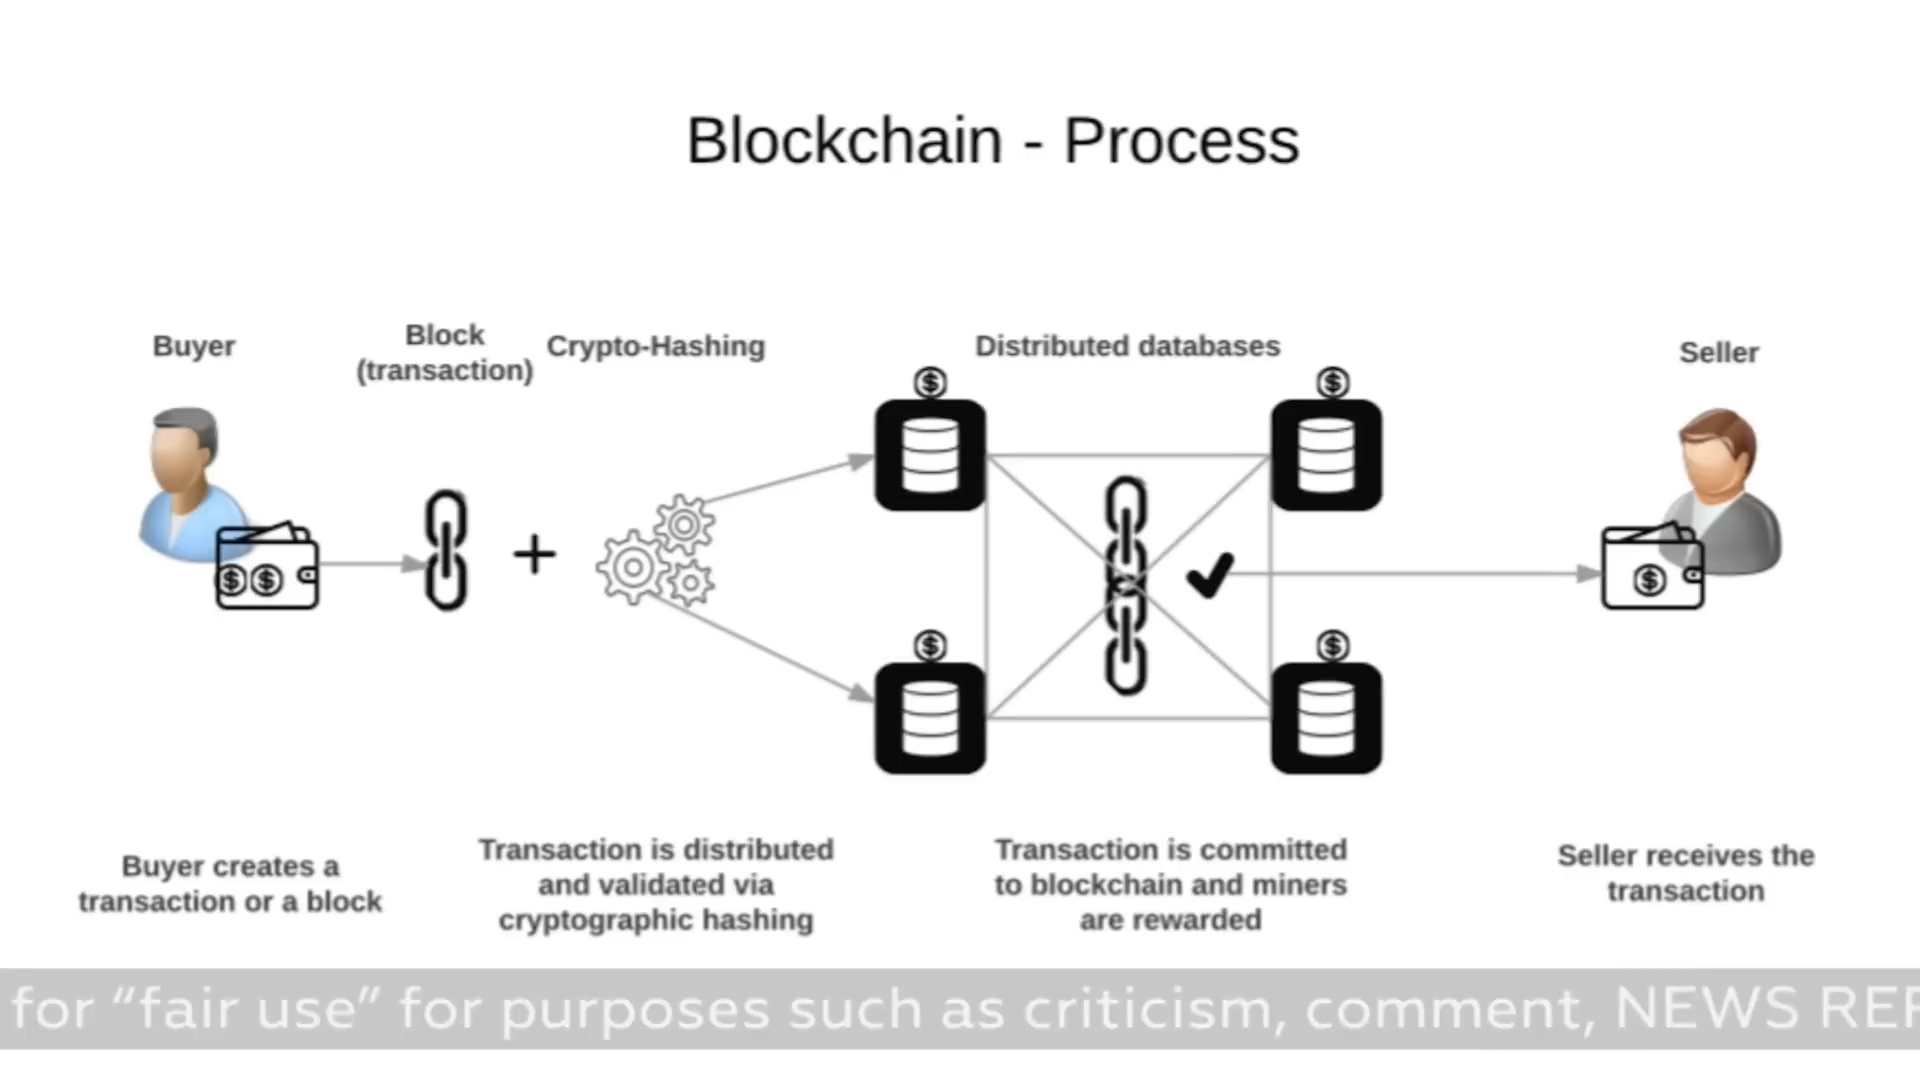 Blockchain - Process
Buyer
Block
(transaction)
Crypto-Hashing
Distributed databases
Seller
Buyer creates a
transaction or a block
Transaction is distributed
and validated via
cryptographic hashing
Transaction is committed
to blockchain and miners
are rewarded
Seller receives the
transaction
for “fair use” for purposes such as criticism, comment, NEWS